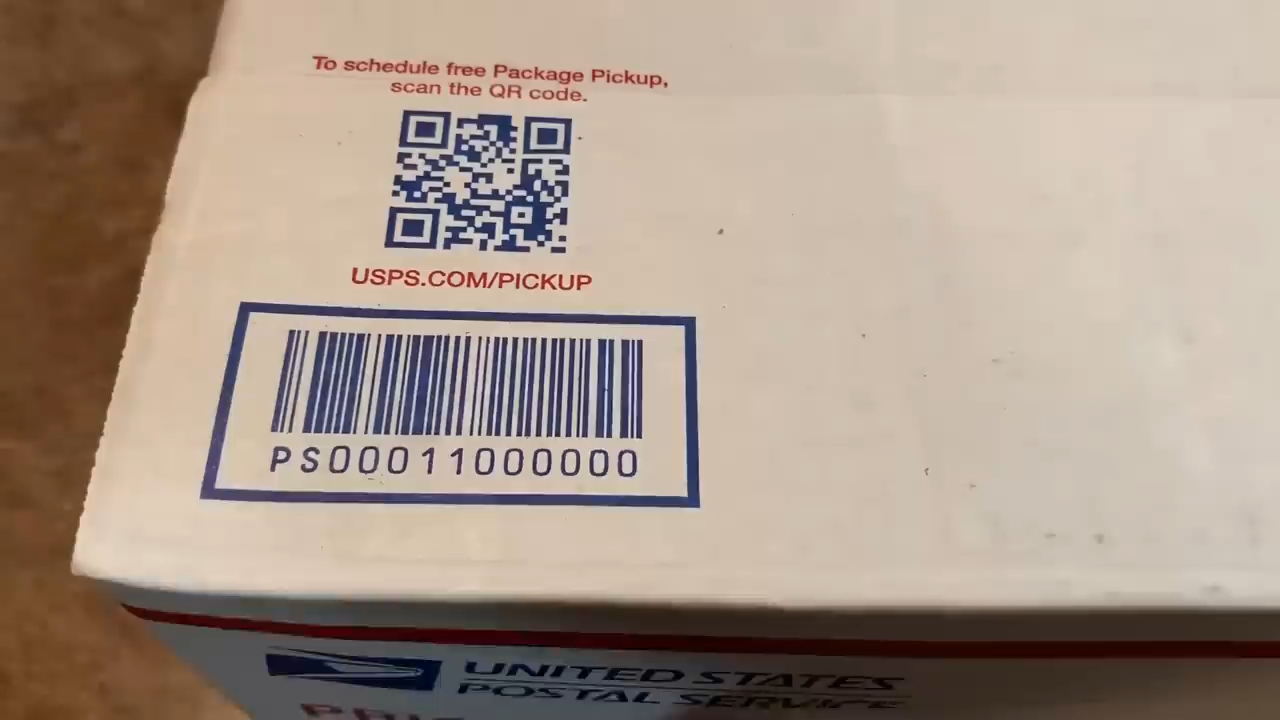 To schedule free Package Pickup,
scan the QR code.
USPS.COM/PICKUP
PS00011000000
UNITED STATES
POSTAL SERVICE